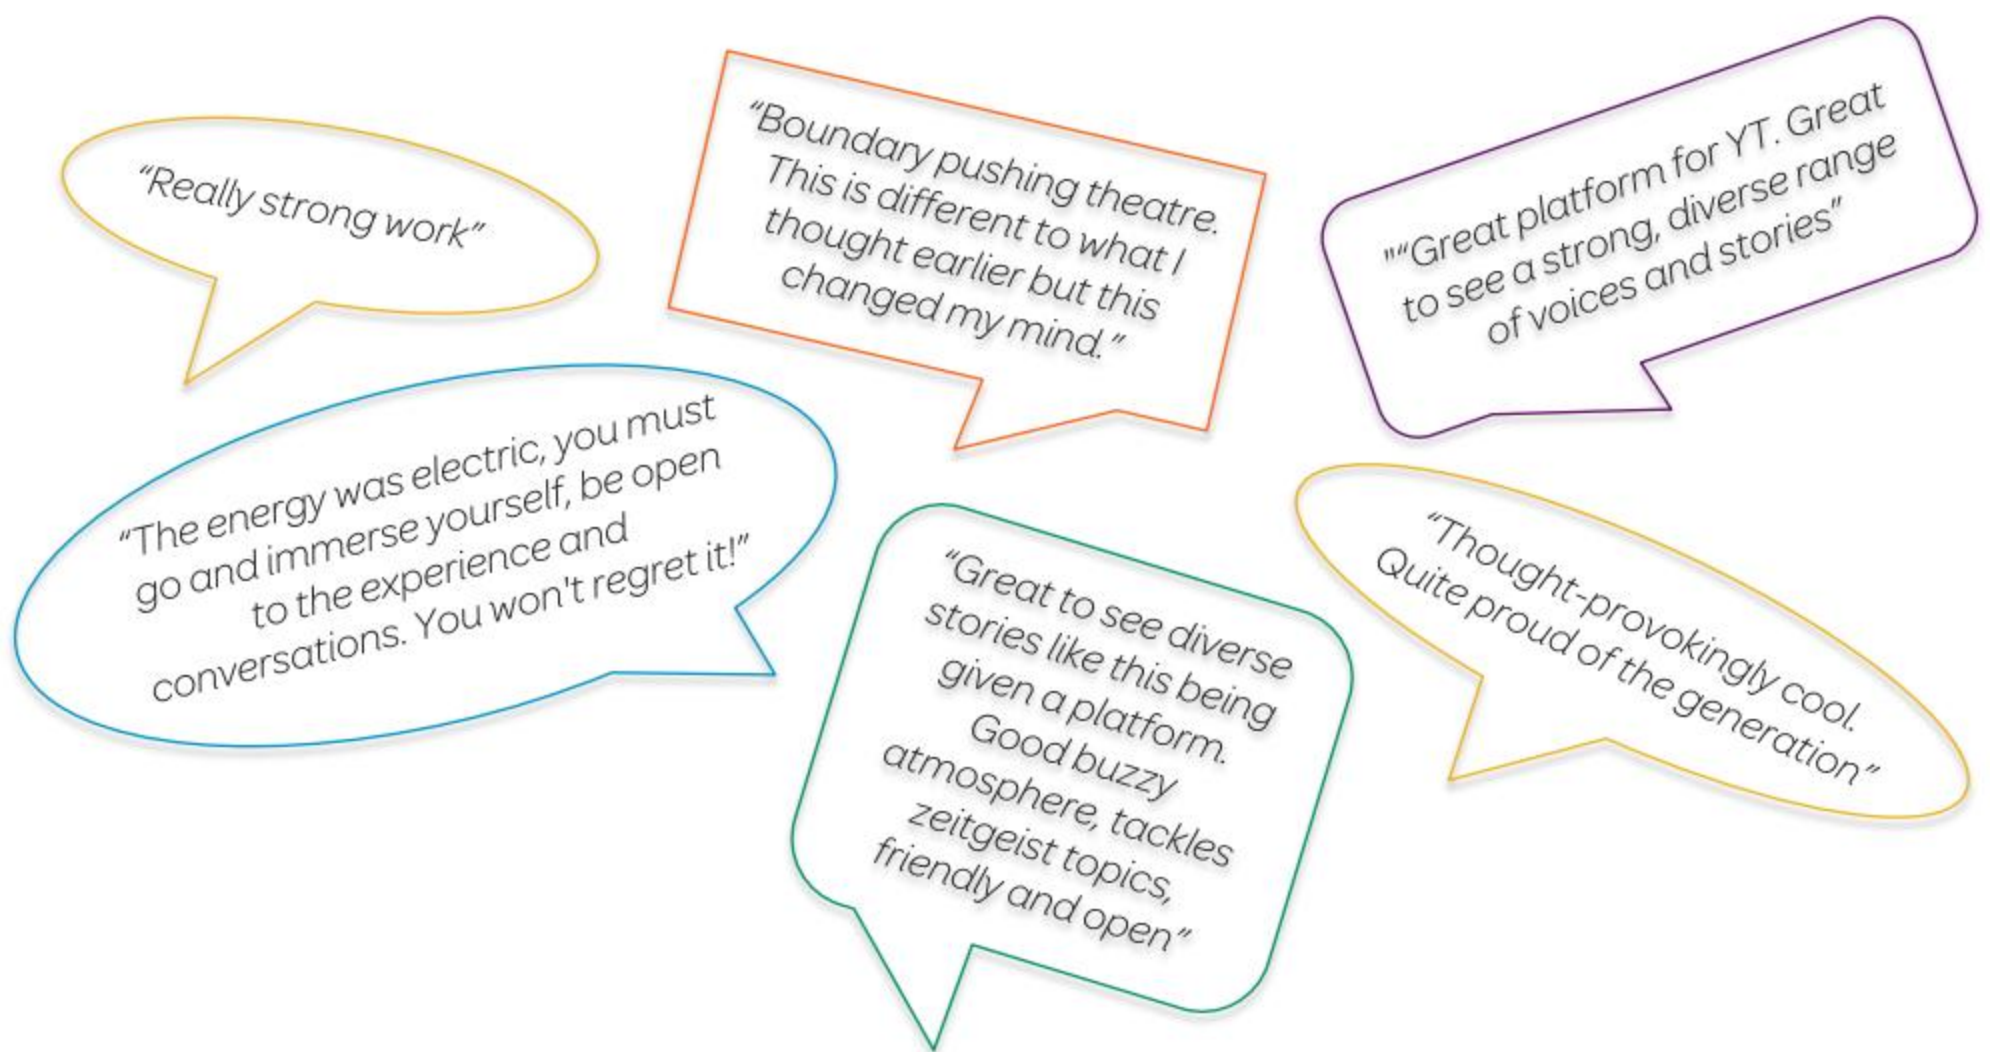 “Really strong work”
“Boundary pushing theatre.
This is different to what I
thought earlier but this
changed my mind.”
"“Great platform for YT. Great
to see a strong, diverse range
of voices and stories”
“The energy was electric, you must
go and immerse yourself, be open
to the experience and
conversations. You won't regret it!”
“Great to see diverse
stories like this being
given a platform.
Good buzzy
atmosphere, tackles
zeitgeist topics,
friendly and open”
“Thought-provokingly cool.
Quite proud of the generation”